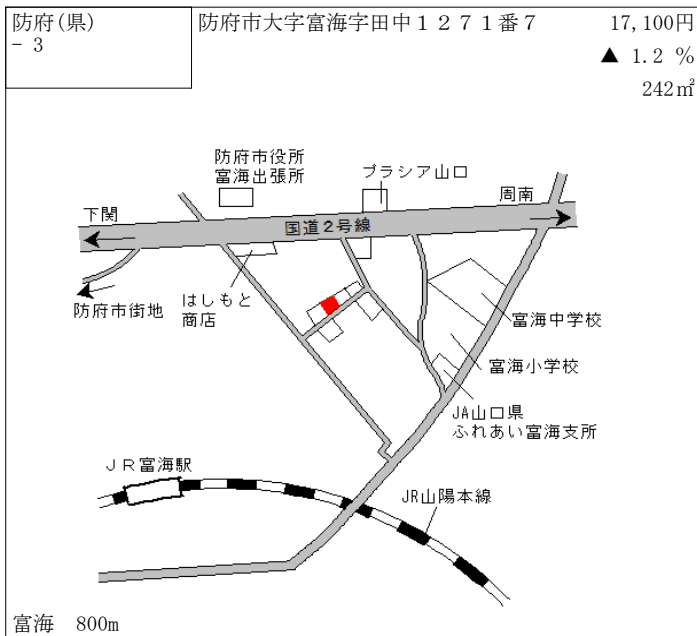 防府(県)
- 3
防府市大字富海字田中１２７１番７
17,100円
▲ 1.2 %
242㎡
防府市役所
富海出張所
ブラシア山口
下関
周南
国道２号線
防府市街地
はしもと
商店
富海中学校
富海小学校
JA山口県
ふれあい富海支所
ＪＲ富海駅
JR山陽本線
富海　800m